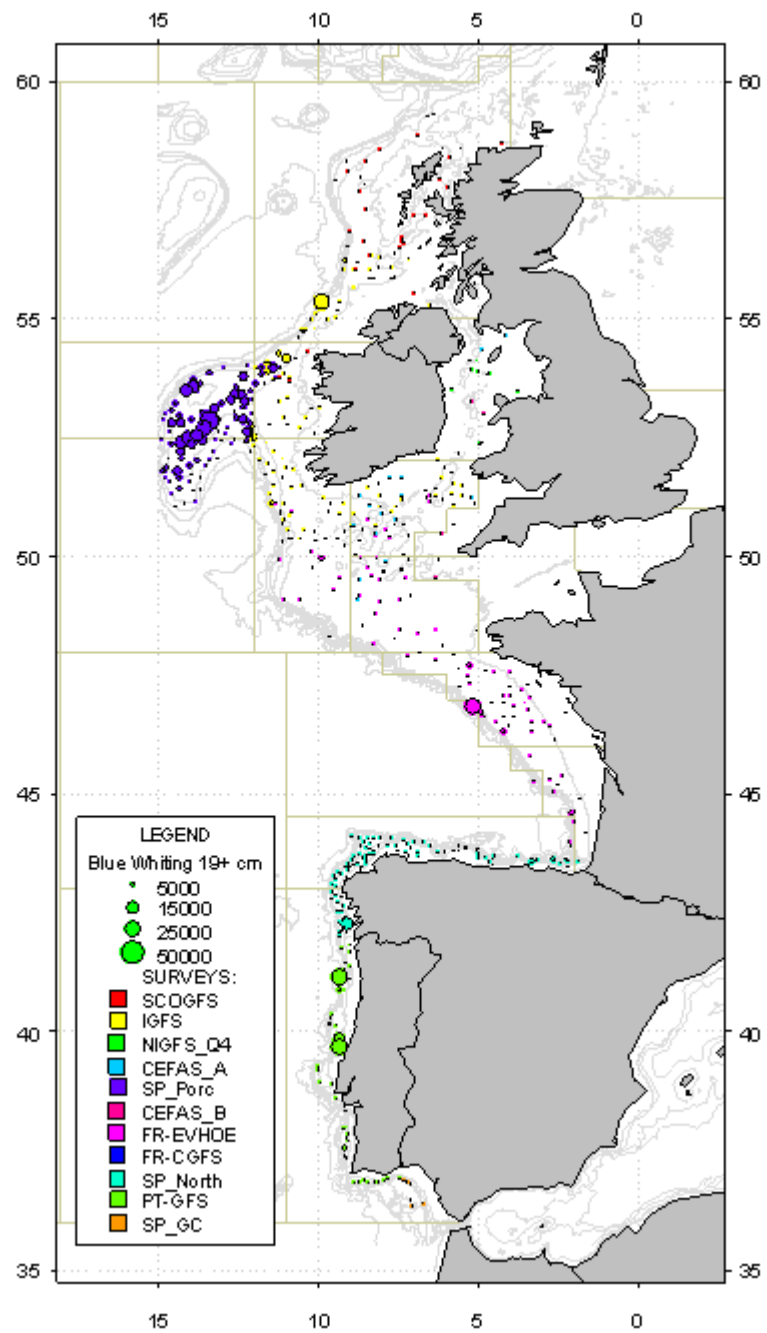 15 10 5 0
60 60
55 55
50 50
45 45
LEGEND
Blue Whiting 19+ cm
5000
15000
25000
50000
SURVEYS:
SCOGFS
IGFS
NIGFS_Q4
CEFAS_A
SP_Porc
CEFAS_B
FR-EVHOE
FR-CGFS
SP_North
PT-GFS
SP_GC
40 40
35 35
15 10 5 0